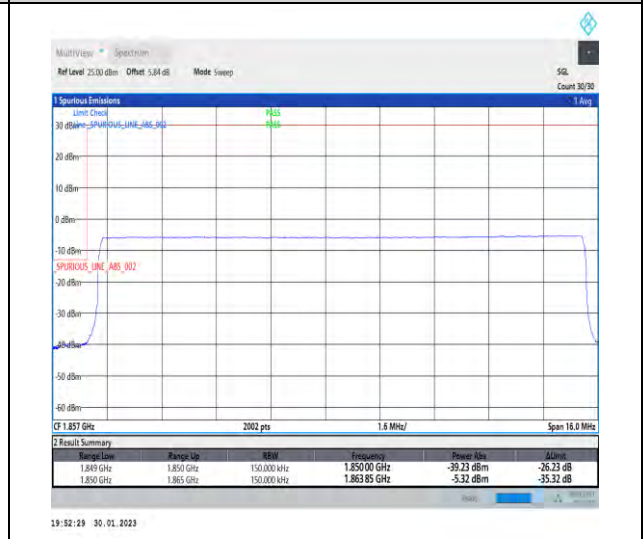 MultiView Spectrum
Ref Level 25.00 dBm Offset 5.84 dB Mode Sweep SGL
Count 30/30
1 Spurious Emissions 1 Avg
Limit Check PASS
30 dBm Line _SPURIOUS_LINE_ABS_002 PASS
20 dBm
10 dBm
0 dBm
-10 dBm
_SPURIOUS_LINE_ABS_002
-20 dBm
-30 dBm
-40 dBm
-50 dBm
-60 dBm
CF 1.857 GHz 2002 pts 1.6 MHz/ Span 16.0 MHz
2 Result Summary
Range Low Range Up RBW Frequency Power Abs ΔLimit
1.849 GHz 1.850 GHz 150.000 kHz 1.85000 GHz -39.23 dBm -26.23 dB
1.850 GHz 1.865 GHz 150.000 kHz 1.86385 GHz -5.32 dBm -35.32 dB
19:52:29 30.01.2023